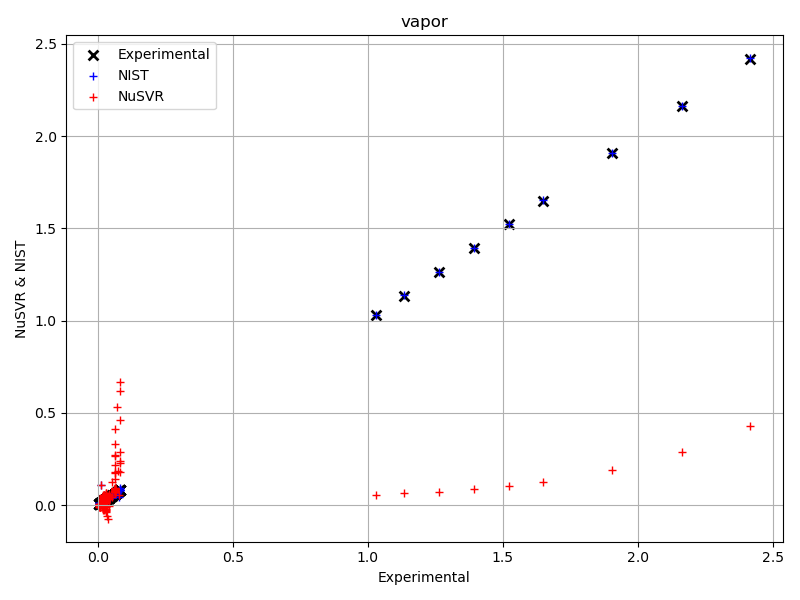 vapor
Experimental
NIST
NuSVR
NuSVR & NIST
2.5
2.0
1.5
1.0
0.5
0.0
0.0 0.5 1.0 1.5 2.0 2.5
Experimental